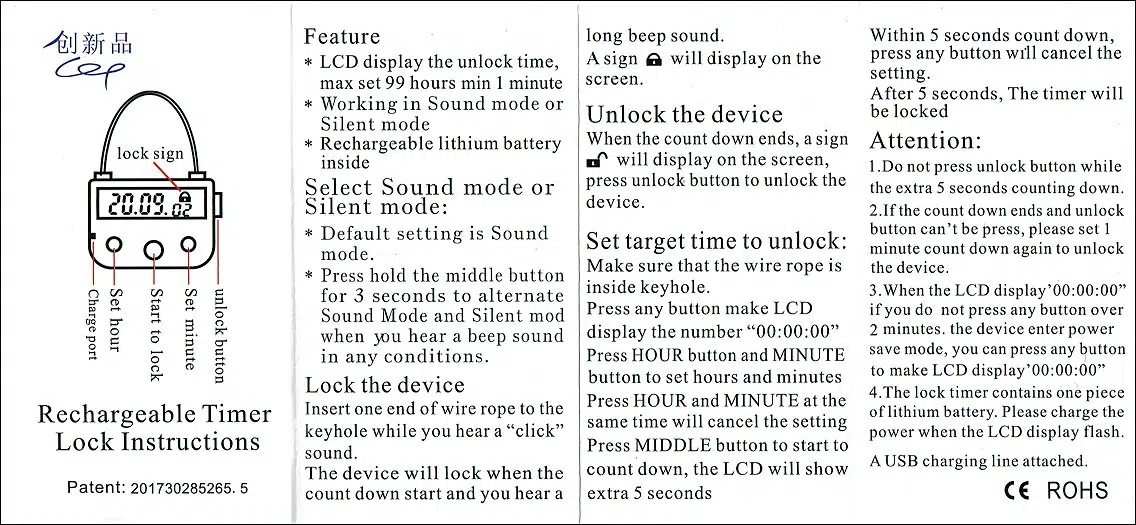 创新品
cep
lock sign
20.09.02
Charge port
Set hour
Start to lock
Set minute
unlock button
Rechargeable Timer
Lock Instructions
Patent: 201730285265. 5
Feature
* LCD display the unlock time,
max set 99 hours min 1 minute
* Working in Sound mode or
Silent mode
* Rechargeable lithium battery
inside
Select Sound mode or
Silent mode:
* Default setting is Sound
mode.
* Press hold the middle button
for 3 seconds to alternate
Sound Mode and Silent mod
when you hear a beep sound
in any conditions.
Lock the device
Insert one end of wire rope to the
keyhole while you hear a “click”
sound.
The device will lock when the
count down start and you hear a
long beep sound.
A sign 🔒 will display on the
screen.
Unlock the device
When the count down ends, a sign
🔓 will display on the screen,
press unlock button to unlock the
device.
Set target time to unlock:
Make sure that the wire rope is
inside keyhole.
Press any button make LCD
display the number “00:00:00”
Press HOUR button and MINUTE
button to set hours and minutes
Press HOUR and MINUTE at the
same time will cancel the setting
Press MIDDLE button to start to
count down, the LCD will show
extra 5 seconds
Within 5 seconds count down,
press any button will cancel the
setting.
After 5 seconds, The timer will
be locked
Attention:
1.Do not press unlock button while
the extra 5 seconds counting down.
2.If the count down ends and unlock
button can’t be press, please set 1
minute count down again to unlock
the device.
3.When the LCD display’00:00:00”
if you do not press any button over
2 minutes. the device enter power
save mode, you can press any button
to make LCD display’00:00:00”
4.The lock timer contains one piece
of lithium battery. Please charge the
power when the LCD display flash.
A USB charging line attached.
CE ROHS